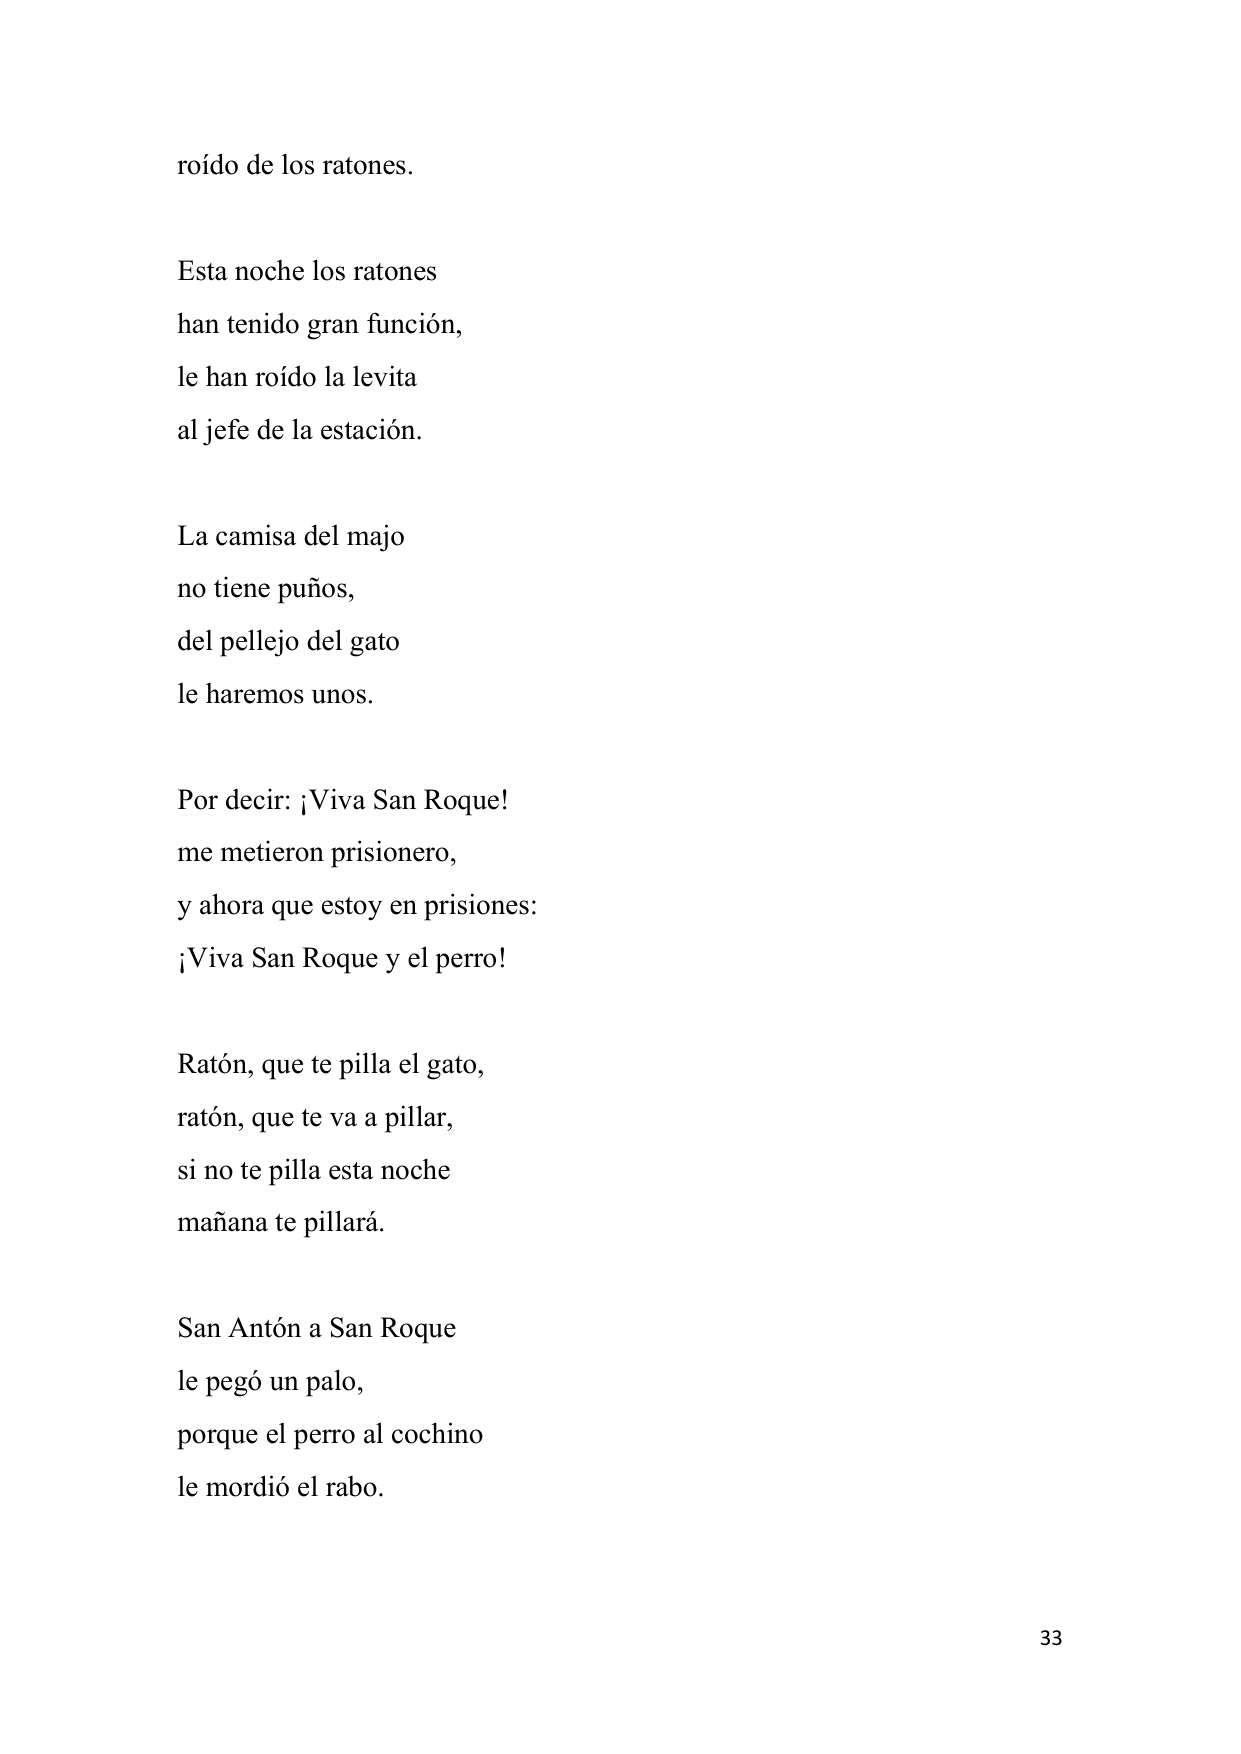 roído de los ratones.
Esta noche los ratones
han tenido gran función,
le han roído la levita
al jefe de la estación.
La camisa del majo
no tiene puños,
del pellejo del gato
le haremos unos.
Por decir: ¡Viva San Roque!
me metieron prisionero,
y ahora que estoy en prisiones:
¡Viva San Roque y el perro!
Ratón, que te pilla el gato,
ratón, que te va a pillar,
si no te pilla esta noche
mañana te pillará.
San Antón a San Roque
le pegó un palo,
porque el perro al cochino
le mordió el rabo.
33